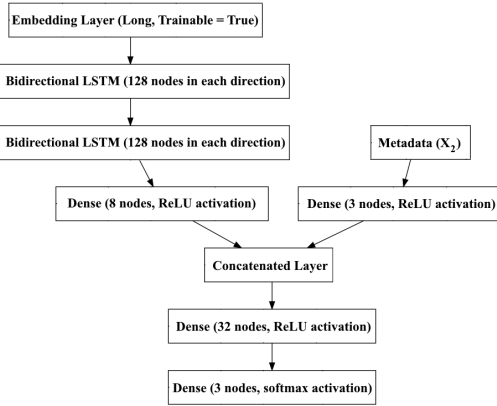 Embedding Layer (Long, Trainable = True)
Bidirectional LSTM (128 nodes in each direction)
Bidirectional LSTM (128 nodes in each direction)
Metadata (X₂)
Dense (8 nodes, ReLU activation)
Dense (3 nodes, ReLU activation)
Concatenated Layer
Dense (32 nodes, ReLU activation)
Dense (3 nodes, softmax activation)